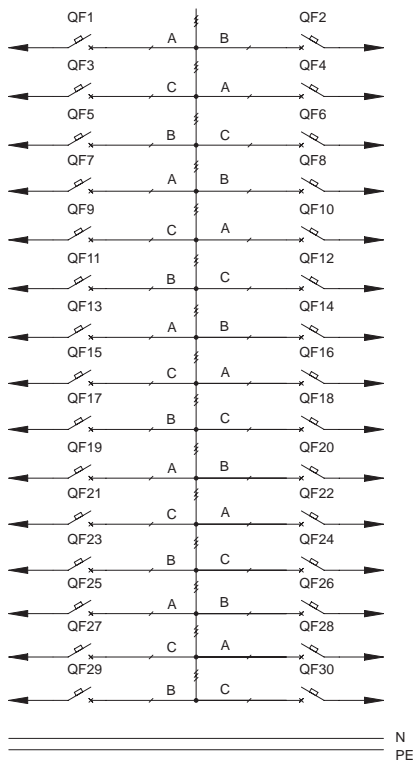 QF1 QF2
A B
QF3 QF4
C A
QF5 QF6
B C
QF7 QF8
A B
QF9 QF10
C A
QF11 QF12
B C
QF13 QF14
A B
QF15 QF16
C A
QF17 QF18
B C
QF19 QF20
A B
QF21 QF22
C A
QF23 QF24
B C
QF25 QF26
A B
QF27 QF28
C A
QF29 QF30
B C
N
PE